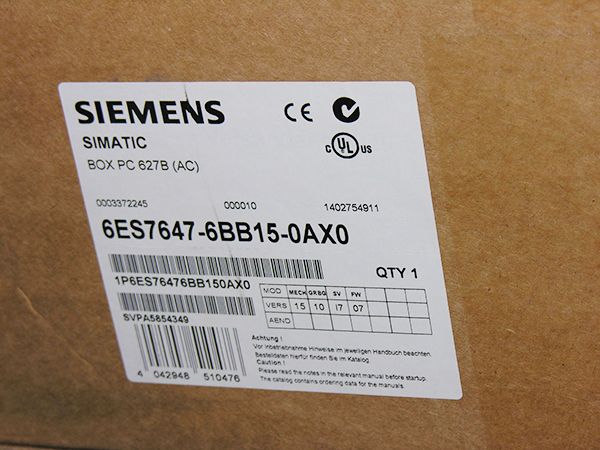 SIEMENS CE
SIMATIC
C UL US
BOX PC 627B (AC)
0003372245 000010 1402754911
6ES7647-6BB15-0AX0
QTY 1
1P6ES76476BB150AX0
MOD MECH GRBG SV FW
VERS 15 10 I7 07
AEND
SVPA5854349
Achtung !
Vor Inbetriebnahme Hinweise im jeweiligen Handbuch beachten.
Bestelldaten hierfür finden Sie im Katalog.
Caution !
Please read the notes in the relevant manual before startup.
The catalog contains ordering data for the manuals.
4 042948 510476